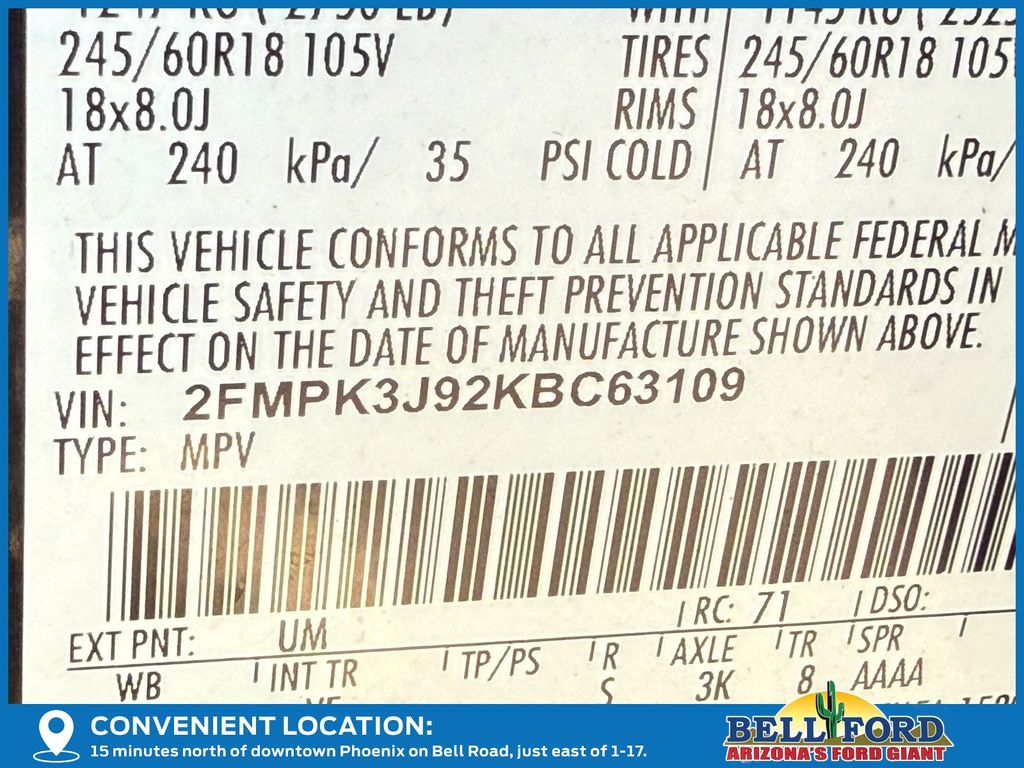 245/60R18 105V TIRES 245/60R18 105
18x8.0J RIMS 18x8.0J
AT 240 kPa/ 35 PSI COLD AT 240 kPa/
THIS VEHICLE CONFORMS TO ALL APPLICABLE FEDERAL
VEHICLE SAFETY AND THEFT PREVENTION STANDARDS IN
EFFECT ON THE DATE OF MANUFACTURE SHOWN ABOVE.
VIN: 2FMPK3J92KBC63109
TYPE: MPV
EXT PNT: UM RC: 71 DSO:
WB INT TR TP/PS R AXLE TR SPR
S 3K 8 AAAA
CONVENIENT LOCATION:
15 minutes north of downtown Phoenix on Bell Road, just east of 1-17.
BELL FORD
ARIZONA'S FORD GIANT